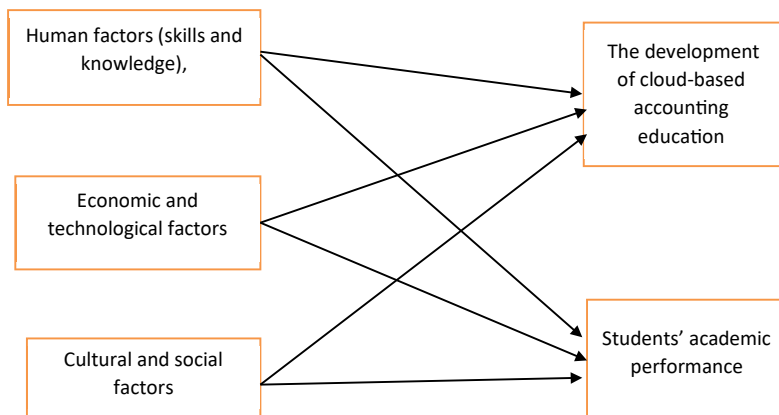 Human factors (skills and
knowledge),
The development
of cloud-based
accounting
education
Economic and
technological factors
Cultural and social
factors
Students’ academic
performance